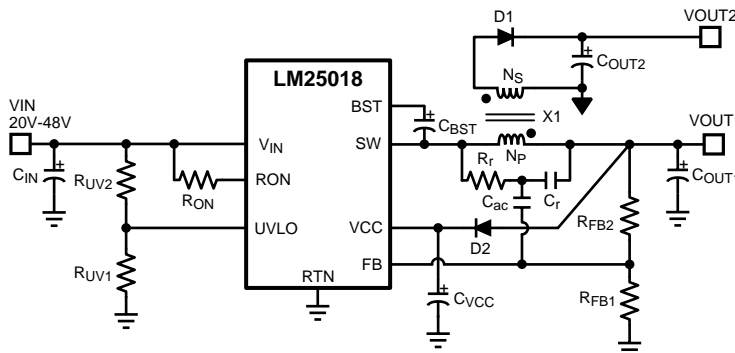 D1
VOUT2
COUT2
NS
LM25018
X1
BST
CBST
VIN
20V-48V
VIN
SW
NP
VOUT1
CIN
RUV2
RON
RON
Rr
Cr
Cac
COUT1
UVLO
VCC
D2
RFB2
RUV1
FB
RTN
CVCC
RFB1